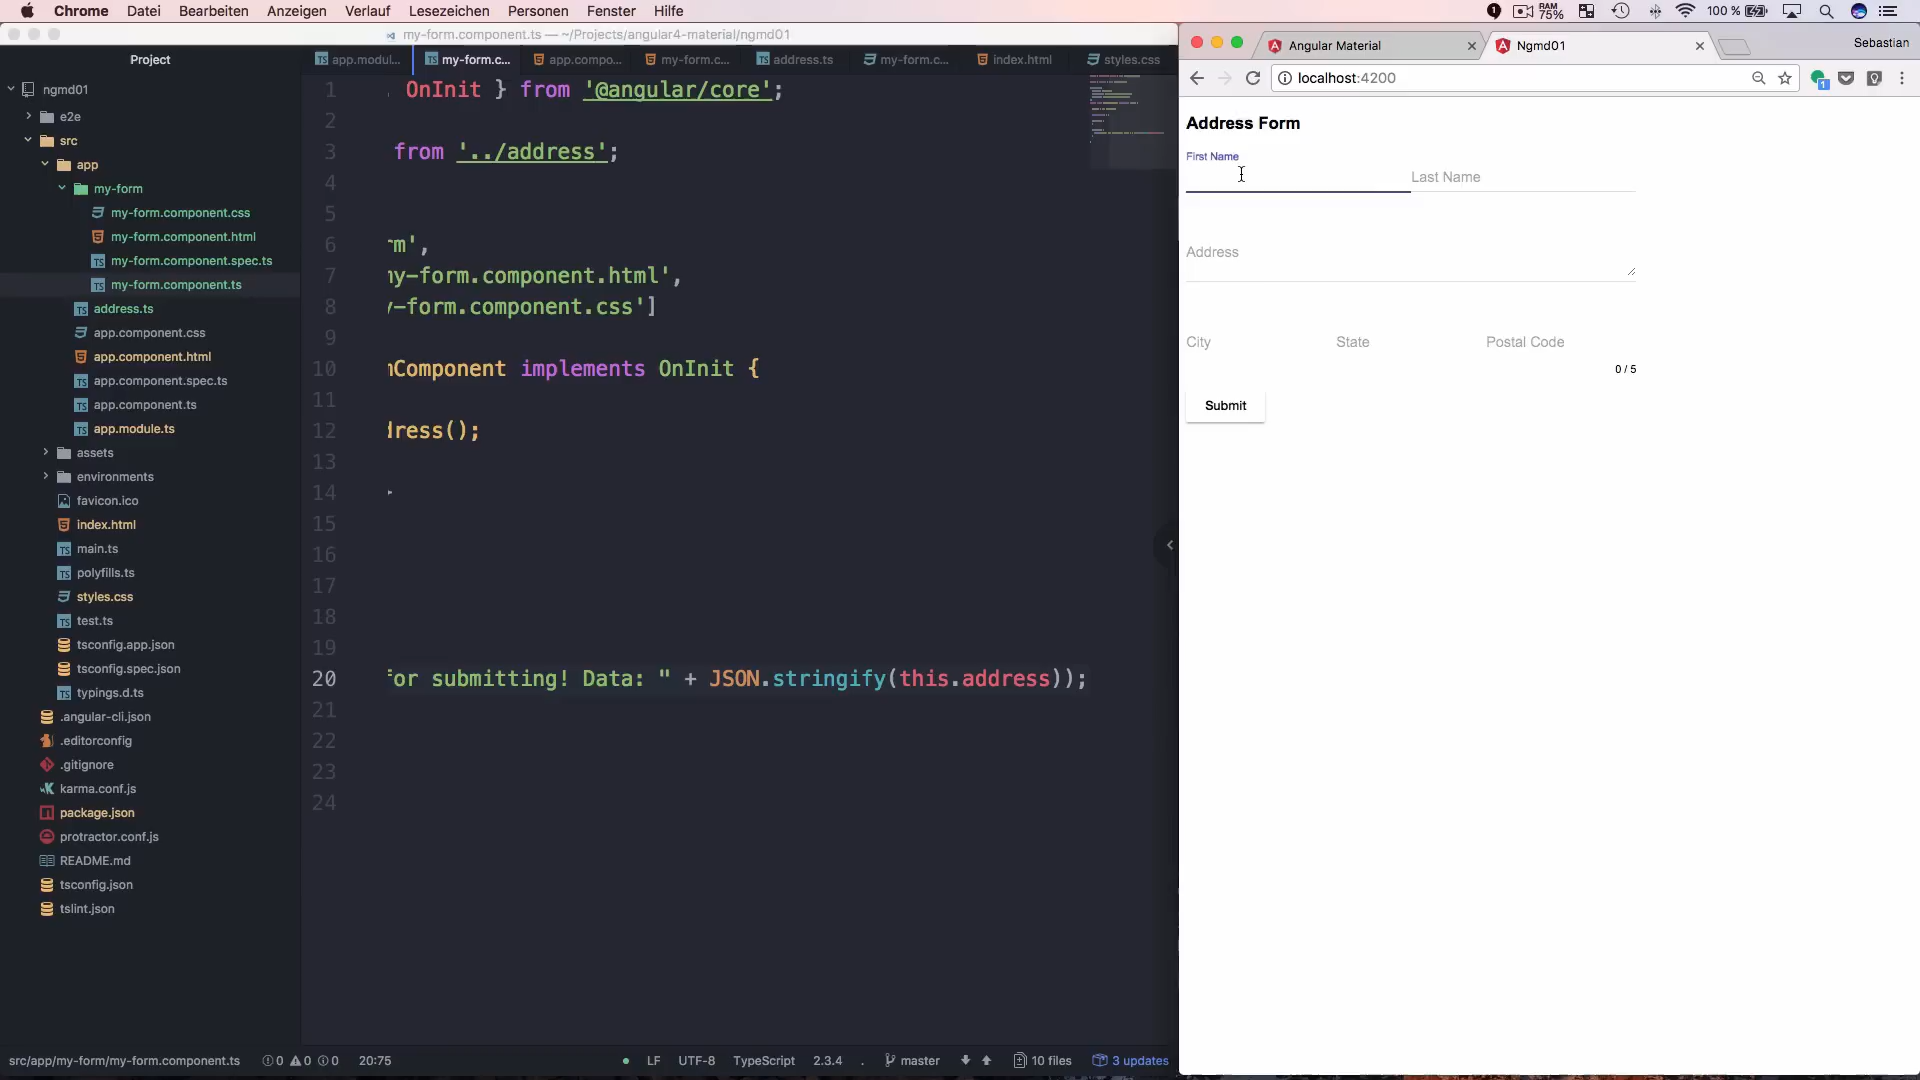 Chrome Datei Bearbeiten Anzeigen Verlauf Lesezeichen Personen Fenster Hilfe
1 RAM 75% 100 %
my-form.component.ts — ~/Projects/angular4-material/ngmd01
Project
ngmd01
e2e
src
app
my-form
my-form.component.css
my-form.component.html
my-form.component.spec.ts
my-form.component.ts
address.ts
app.component.css
app.component.html
app.component.spec.ts
app.component.ts
app.module.ts
assets
environments
favicon.ico
index.html
main.ts
polyfills.ts
styles.css
test.ts
tsconfig.app.json
tsconfig.spec.json
typings.d.ts
.angular-cli.json
.editorconfig
.gitignore
karma.conf.js
package.json
protractor.conf.js
README.md
tsconfig.json
tslint.json
app.modul... my-form.c... app.compo... my-form.c... address.ts my-form.c... index.html styles.css
1 , OnInit } from '@angular/core';
2
3 from '../address';
4
5
6 rm',
7 my-form.component.html',
8 y-form.component.css']
9
10 mComponent implements OnInit {
11
12 dress();
13
14
15
16
17
18
19
20 for submitting! Data: " + JSON.stringify(this.address));
21
22
23
24
src/app/my-form/my-form.component.ts 0 0 0 20:75
LF UTF-8 TypeScript 2.3.4 . master 10 files 3 updates
Angular Material Ngmd01 Sebastian
localhost:4200
1
Address Form
First Name
Last Name
Address
City State Postal Code
0 / 5
Submit